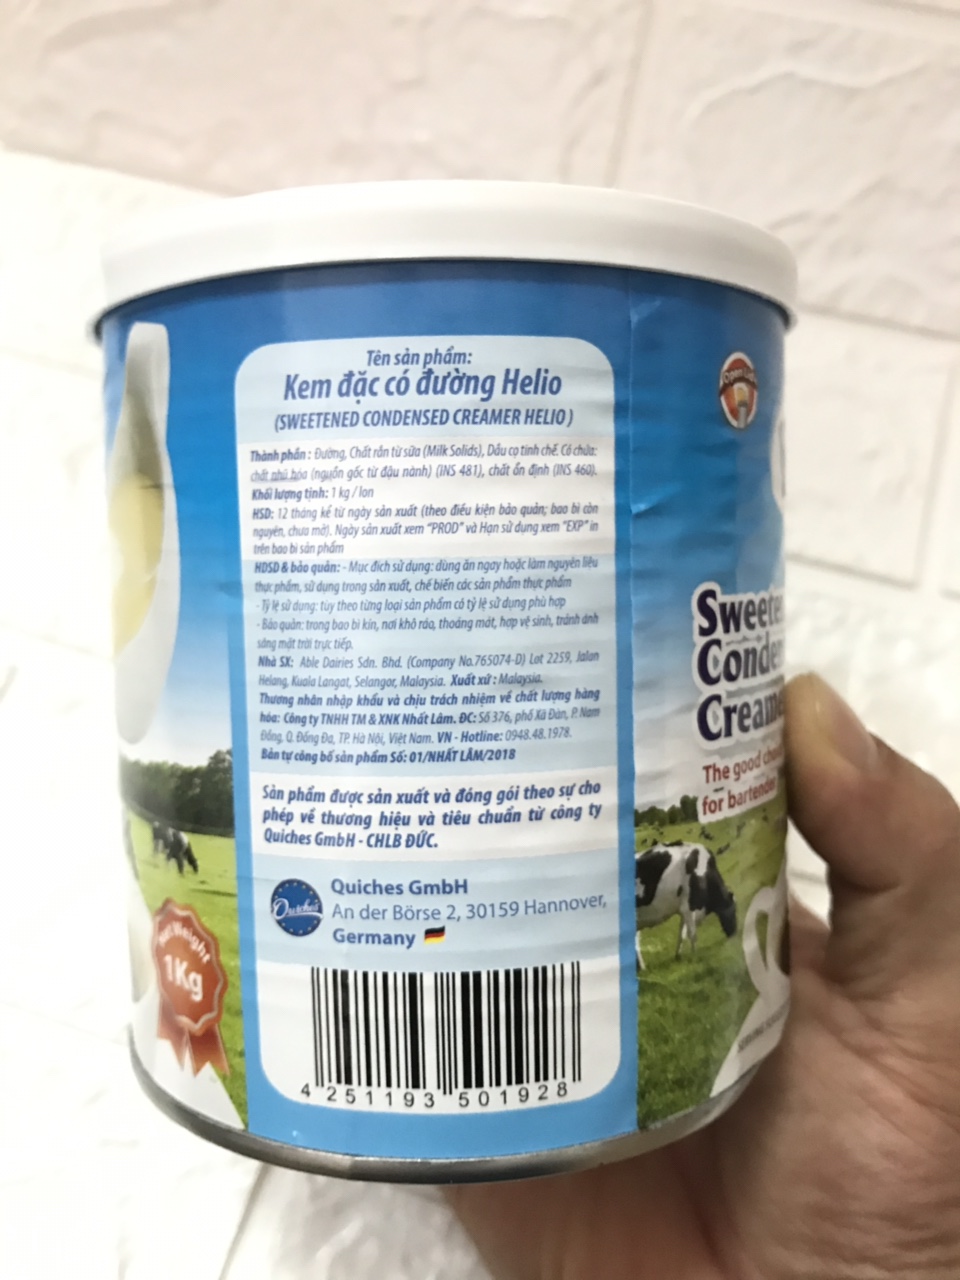 Tên sản phẩm:
Kem đặc có đường Helio
(SWEETENED CONDENSED CREAMER HELIO)
Thành phần : Đường, Chất rắn từ sữa (Milk Solids), Dầu cọ tinh chế. Có chứa:
chất nhũ hóa (nguồn gốc từ đậu nành) (INS 481), chất ổn định (INS 460).
Khối lượng tịnh: 1 kg / lon
HSD: 12 tháng kể từ ngày sản xuất (theo điều kiện bảo quản; bao bì còn
nguyên, chưa mở). Ngày sản xuất xem "PROD" và Hạn sử dụng xem "EXP" in
trên bao bì sản phẩm
HDSD & bảo quản: - Mục đích sử dụng: dùng ăn ngay hoặc làm nguyên liệu
thực phẩm, sử dụng trong sản xuất, chế biến các sản phẩm thực phẩm
- Tỷ lệ sử dụng: tùy theo từng loại sản phẩm có tỷ lệ sử dụng phù hợp
- Bảo quản: trong bao bì kín, nơi khô ráo, thoáng mát, hợp vệ sinh, tránh ánh
sáng mặt trời trực tiếp.
Nhà SX: Able Dairies Sdn. Bhd. (Company No.765074-D) Lot 2259, Jalan
Helang, Kuala Langat, Selangor, Malaysia. Xuất xứ : Malaysia.
Thương nhân nhập khẩu và chịu trách nhiệm về chất lượng hàng
hóa: Công ty TNHH TM & XNK Nhất Lâm. ĐC: Số 376, phố Xã Đàn, P. Nam
Đồng, Q. Đống Đa, TP. Hà Nội, Việt Nam. VN - Hotline: 0948.48.1978.
Bản tự công bố sản phẩm Số: 01/NHẤT LÂM/2018
Sản phẩm được sản xuất và đóng gói theo sự cho
phép về thương hiệu và tiêu chuẩn từ công ty
Quiches GmbH - CHLB ĐỨC.
Quiches
Quiches GmbH
An der Börse 2, 30159 Hannover,
Germany
4 251193 501928
Net Weight
1Kg
Open
Sweete
Conden
Creame
The good
for bartender